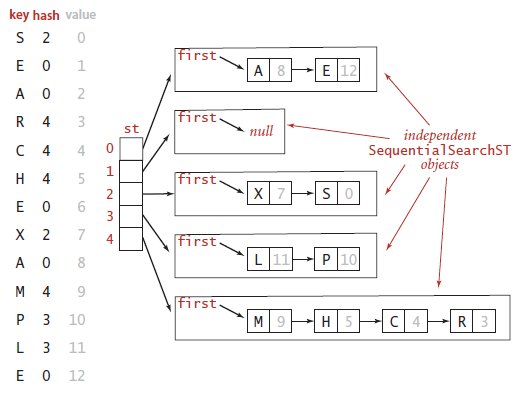 key hash value
S 2 0
E 0 1
A 0 2
R 4 3
C 4 4
H 4 5
E 0 6
X 2 7
A 0 8
M 4 9
P 3 10
L 3 11
E 0 12
st
0
1
2
3
4
first
A 8 E 12
first
null
first
X 7 S 0
first
L 11 P 10
first
M 9 H 5 C 4 R 3
independent
SequentialSearchST
objects